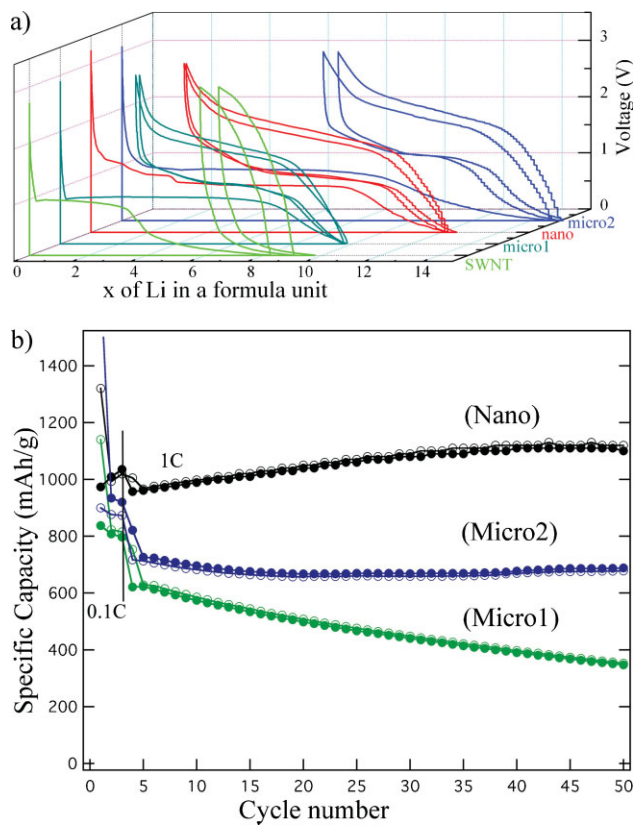 a)
3
2
1
0
Voltage (V)
micro2
nano
micro1
SWNT
0 2 4 6 8 10 12 14
x of Li in a formula unit
b)
1400
1200
1000
800
600
400
200
0
Specific Capacity (mAh/g)
1C
0.1C
(Nano)
(Micro2)
(Micro1)
0 5 10 15 20 25 30 35 40 45 50
Cycle number